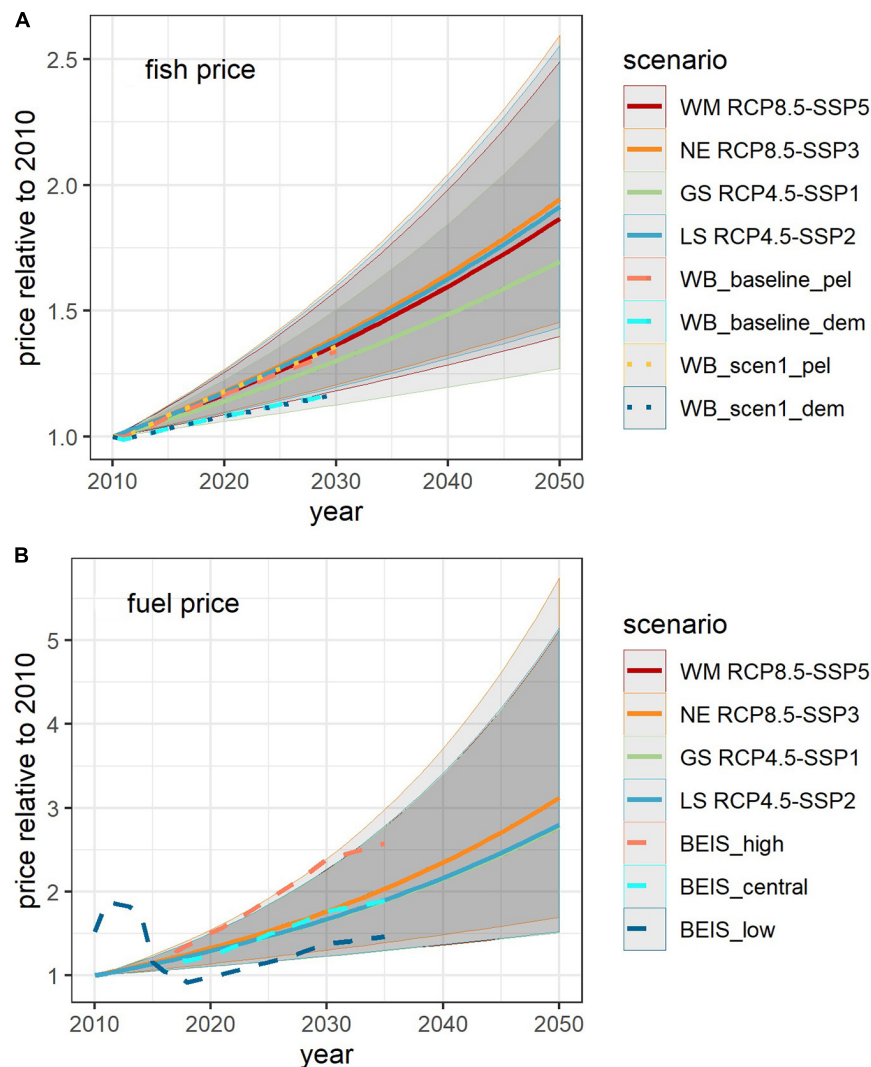 A
fish price
price relative to 2010
2.5
2.0
1.5
1.0
2010 2020 2030 2040 2050
year
scenario
WM RCP8.5-SSP5
NE RCP8.5-SSP3
GS RCP4.5-SSP1
LS RCP4.5-SSP2
WB_baseline_pel
WB_baseline_dem
WB_scen1_pel
WB_scen1_dem
B
fuel price
price relative to 2010
5
4
3
2
1
2010 2020 2030 2040 2050
year
scenario
WM RCP8.5-SSP5
NE RCP8.5-SSP3
GS RCP4.5-SSP1
LS RCP4.5-SSP2
BEIS_high
BEIS_central
BEIS_low